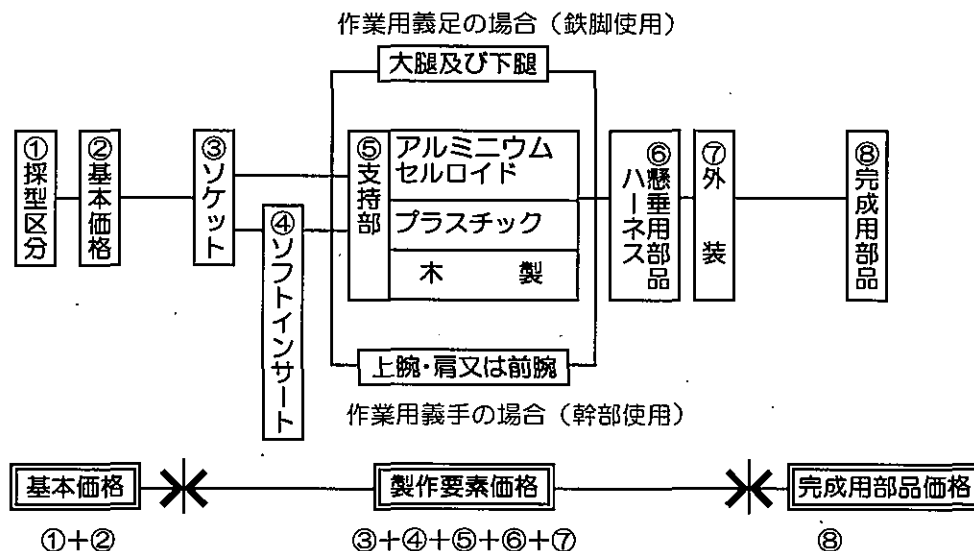 作業用義足の場合（鉄脚使用）
大腿及び下腿
①採型区分
②基本価格
③ソケット
④ソフトインサート
⑤支持部
アルミニウム
セルロイド
プラスチック
木　製
⑥懸垂用部品
ハーネス
⑦外装
⑧完成用部品
上腕・肩又は前腕
作業用義手の場合（幹部使用）
基本価格
製作要素価格
完成用部品価格
①＋②
③＋④＋⑤＋⑥＋⑦
⑧